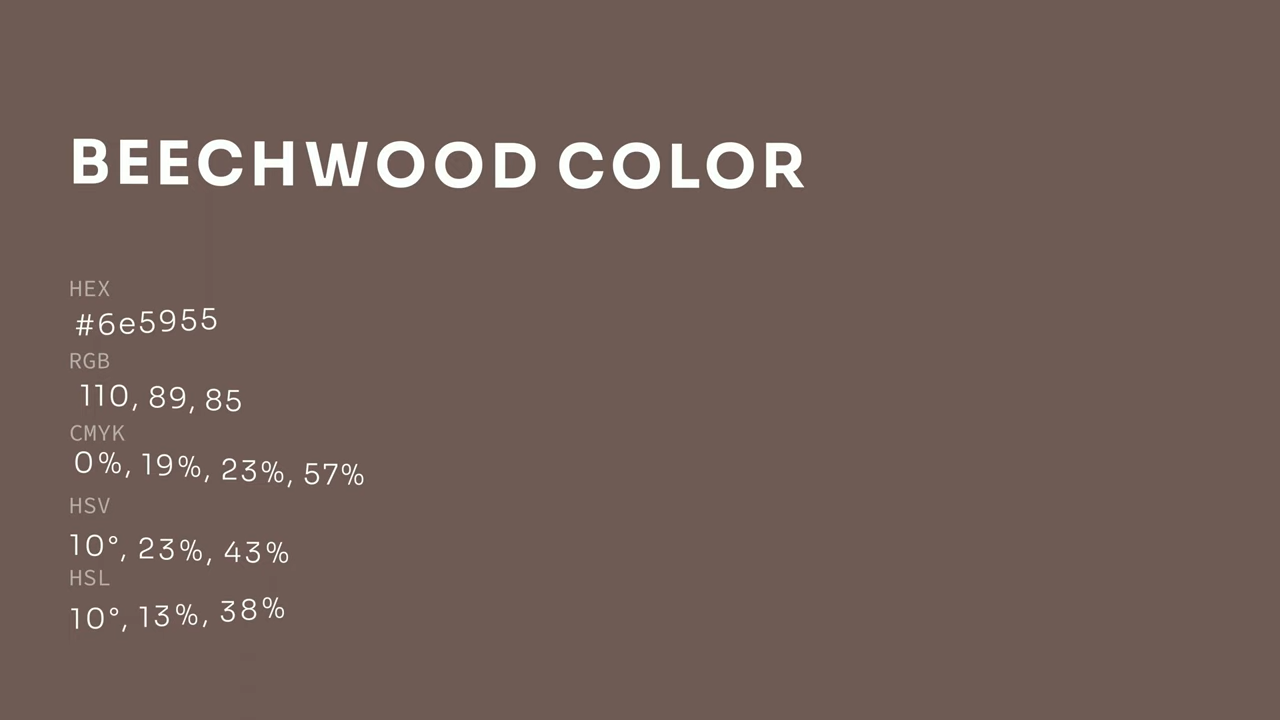 BEECHWOOD COLOR
HEX
#6e5955
RGB
110, 89, 85
CMYK
0%, 19%, 23%, 57%
HSV
10°, 23%, 43%
HSL
10°, 13%, 38%